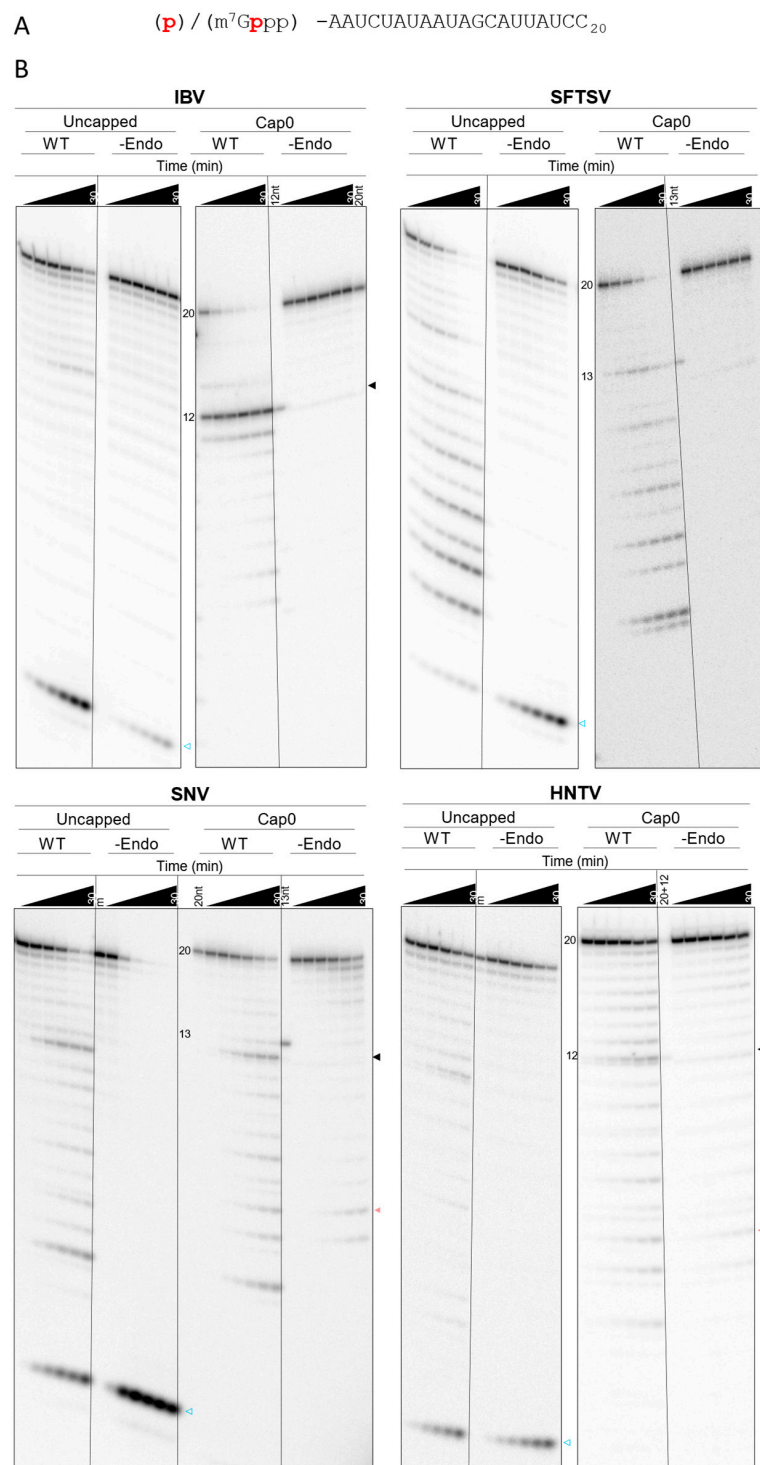 A
(p)/(m⁷Gppp) -AAUCUAUAAUAGCAUUAUCC₂₀
B
IBV
Uncapped Cap0
WT -Endo WT -Endo
Time (min)
30 30 30 12nt 30 20nt
20
12
SFTSV
Uncapped Cap0
WT -Endo WT -Endo
Time (min)
30 30 30 13nt 30
20
13
SNV
Uncapped Cap0
WT -Endo WT -Endo
Time (min)
30 m 30 20nt 30 13nt 30
20
13
HNTV
Uncapped Cap0
WT -Endo WT -Endo
Time (min)
30 m 30 30 20+12 30
20
12